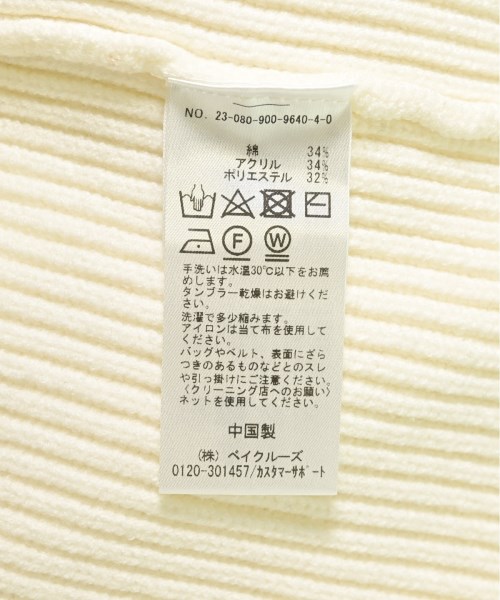 NO. 23-080-900-9640-4-0
綿 34%
アクリル 34%
ポリエステル 32%
F
W
手洗いは水温30℃以下をお薦
めします。
タンブラー乾燥はお避けくだ
さい。
洗濯で多少縮みます。
アイロンは当て布を使用して
ください。
バッグやベルト、表面にざら
つきのあるものなどとのスレ
や引っ掛けにご注意ください。
〈クリーニング店へのお願い〉
ネットを使用してください。
中国製
(株) ベイクルーズ
0120-301457/カスタマーサポート